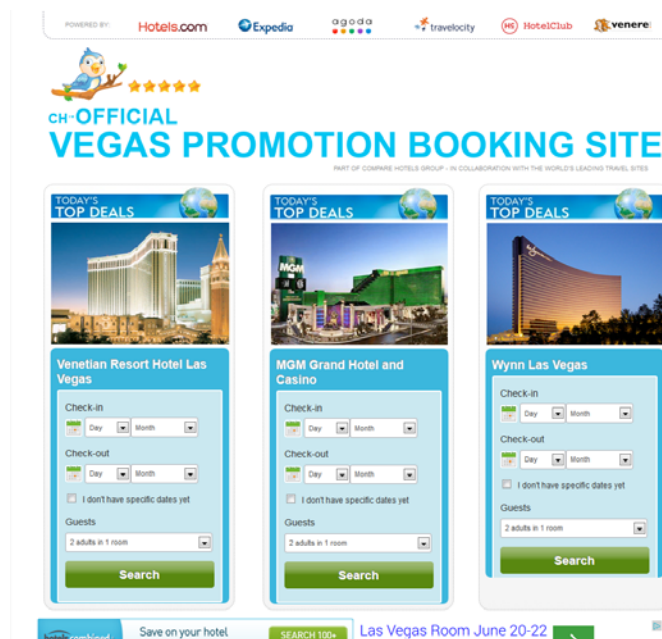 POWERED BY:
Hotels.com
Expedia
agoda
travelocity
HC HotelClub
venere
CH-OFFICIAL
VEGAS PROMOTION BOOKING SITE
PART OF COMPARE HOTELS GROUP - IN COLLABORATION WITH THE WORLD'S LEADING TRAVEL SITES
TODAY'S
TOP DEALS
MGM
Venetian Resort Hotel Las
Vegas
Check-in
Day Month
Check-out
Day Month
I don't have specific dates yet
Guests
2 adults in 1 room
Search
TODAY'S
TOP DEALS
MGM Grand Hotel and
Casino
Check-in
Day Month
Check-out
Day Month
I don't have specific dates yet
Guests
2 adults in 1 room
Search
TODAY'S
TOP DEALS
Wynn Las Vegas
Check-in
Day Month
Check-out
Day Month
I don't have specific dates yet
Guests
2 adults in 1 room
Search
Save on your hotel
SEARCH 100+
Las Vegas Room June 20-22